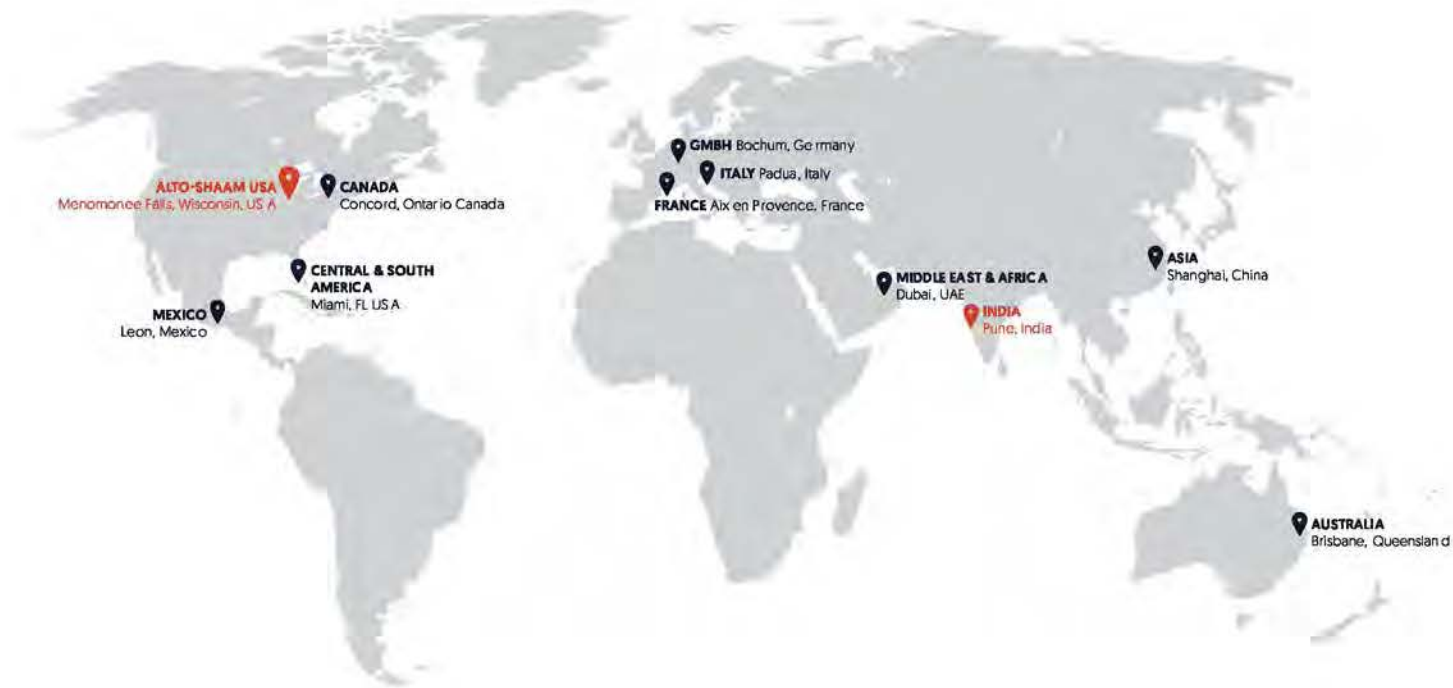 ALTO-SHAAM USA
Menomonee Falls, Wisconsin, US A
CANADA
Concord, Ontario Canada
CENTRAL & SOUTH
AMERICA
Miami, FL US A
MEXICO
Leon, Mexico
GMBH Bochum, Germany
ITALY Padua, Italy
FRANCE Aix en Provence, France
MIDDLE EAST & AFRICA
Dubai, UAE
INDIA
Pune, India
ASIA
Shanghai, China
AUSTRALIA
Brisbane, Queensland